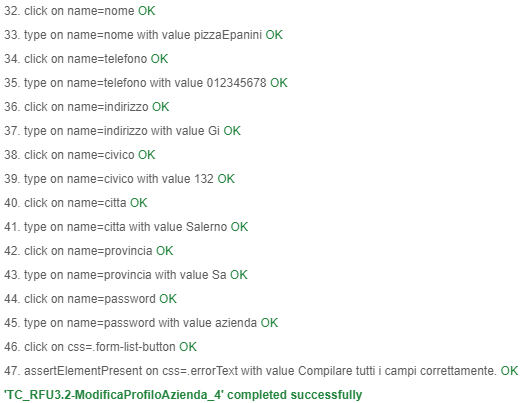 32. click on name=nome OK
33. type on name=nome with value pizzaEpanini OK
34. click on name=telefono OK
35. type on name=telefono with value 012345678 OK
36. click on name=indirizzo OK
37. type on name=indirizzo with value Gi OK
38. click on name=civico OK
39. type on name=civico with value 132 OK
40. click on name=citta OK
41. type on name=citta with value Salerno OK
42. click on name=provincia OK
43. type on name=provincia with value Sa OK
44. click on name=password OK
45. type on name=password with value azienda OK
46. click on css=.form-list-button OK
47. assertElementPresent on css=.errorText with value Compilare tutti i campi correttamente. OK
'TC_RFU3.2-ModificaProfiloAzienda_4' completed successfully